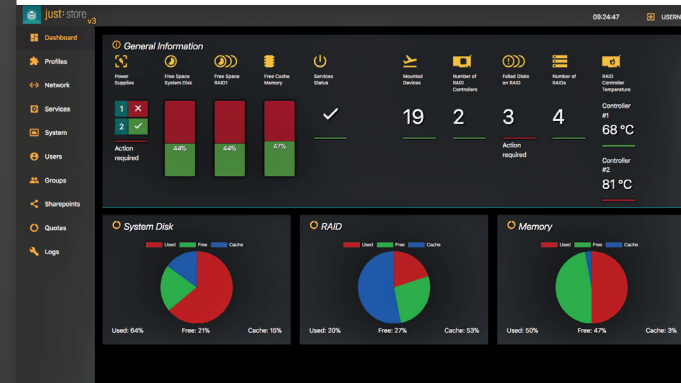 just:store v3
09:24:47
USERN
Dashboard
Profiles
Network
Services
System
Users
Groups
Sharepoints
Quotas
Logs
General Information
Power Supplies
Free Space System Disk
Free Space RAID1
Free Cache Memory
Services Status
Mounted Devices
Number of RAID Controllers
Failed Disks on RAID
Number of RAIDs
RAID Controller Temperature
1
2
Action required
44%
44%
47%
19
2
3
Action required
4
Controller #1
68 °C
Controller #2
81 °C
System Disk
Used Free Cache
Used: 64% Free: 21% Cache: 15%
RAID
Used Free Cache
Used: 20% Free: 27% Cache: 53%
Memory
Used Free Cache
Used: 50% Free: 47% Cache: 3%